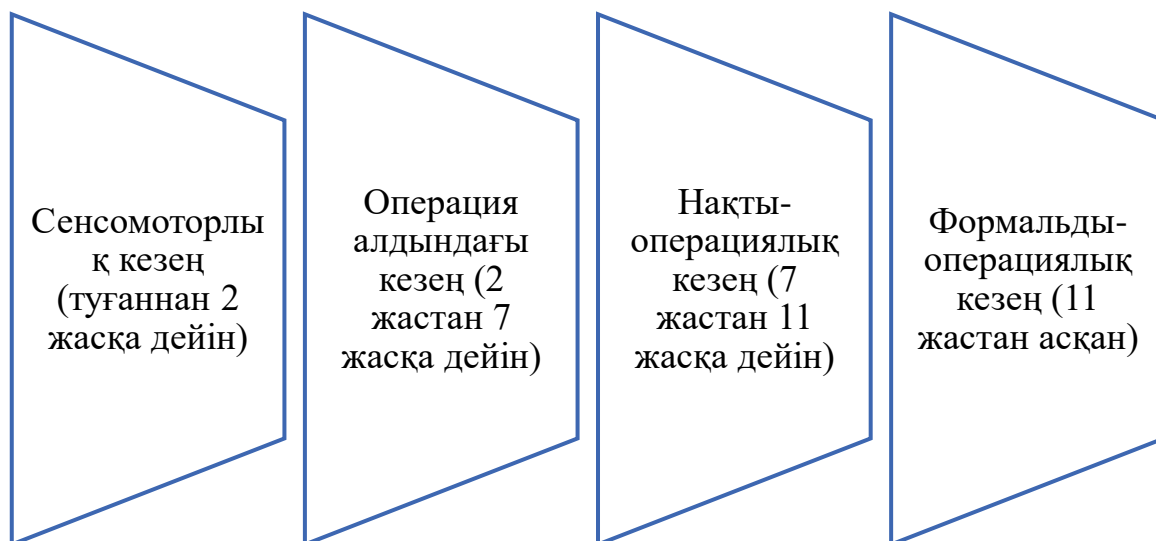 Сенсомоторлы
қ кезең
(туғаннан 2
жасқа дейін)
Операция
алдындағы
кезең (2
жастан 7
жасқа дейін)
Нақты-
операциялық
кезең (7
жастан 11
жасқа дейін)
Формальды-
операциялық
кезең (11
жастан асқан)